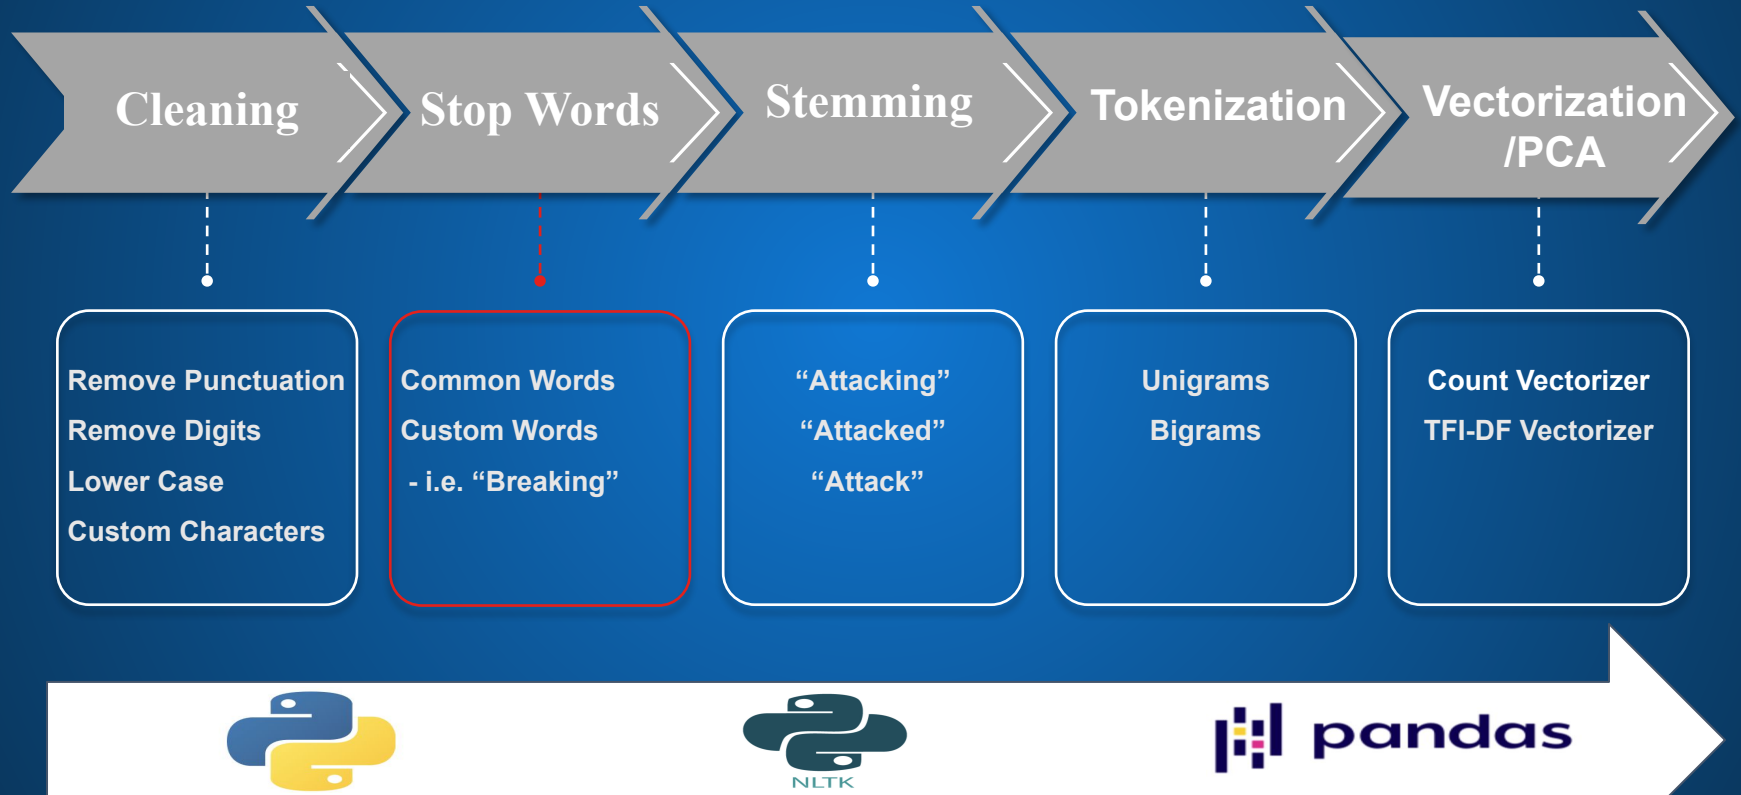 Cleaning
Stop Words
Stemming
Tokenization
Vectorization
/PCA
Remove Punctuation
Remove Digits
Lower Case
Custom Characters
Common Words
Custom Words
- i.e. “Breaking”
“Attacking”
“Attacked”
“Attack”
Unigrams
Bigrams
Count Vectorizer
TFI-DF Vectorizer
NLTK
pandas